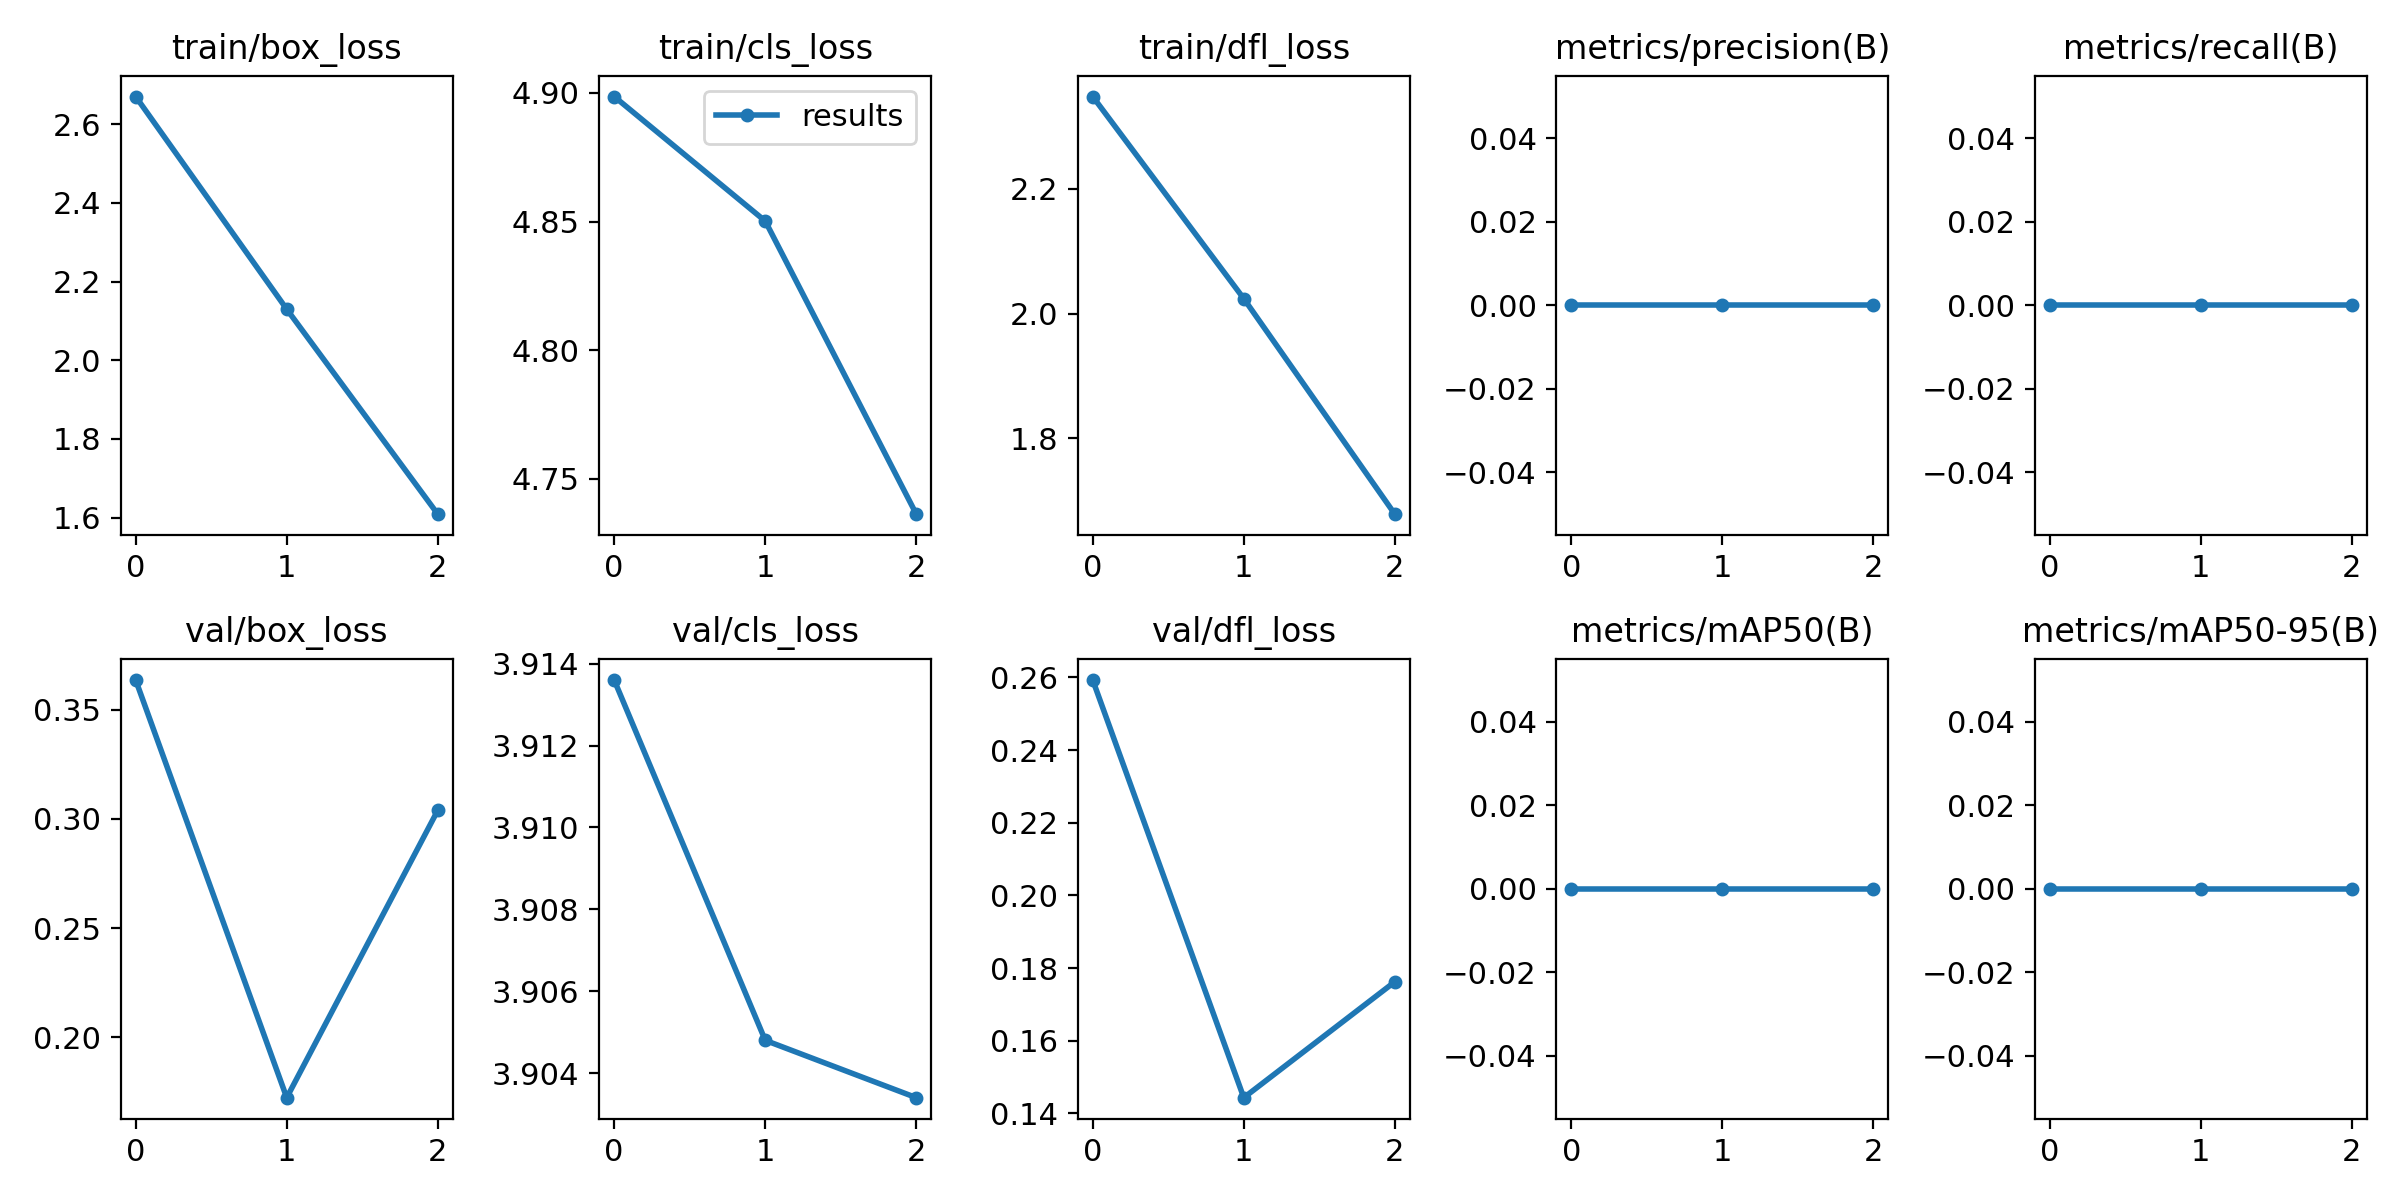 train/box_loss
train/cls_loss
train/dfl_loss
metrics/precision(B)
metrics/recall(B)
2.6
2.4
2.2
2.0
1.8
1.6
0 1 2
4.90
4.85
4.80
4.75
results
0 1 2
2.2
2.0
1.8
0 1 2
0.04
0.02
0.00
−0.02
−0.04
0 1 2
0.04
0.02
0.00
−0.02
−0.04
0 1 2
val/box_loss
val/cls_loss
val/dfl_loss
metrics/mAP50(B)
metrics/mAP50-95(B)
0.35
0.30
0.25
0.20
0 1 2
3.914
3.912
3.910
3.908
3.906
3.904
0 1 2
0.26
0.24
0.22
0.20
0.18
0.16
0.14
0 1 2
0.04
0.02
0.00
−0.02
−0.04
0 1 2
0.04
0.02
0.00
−0.02
−0.04
0 1 2